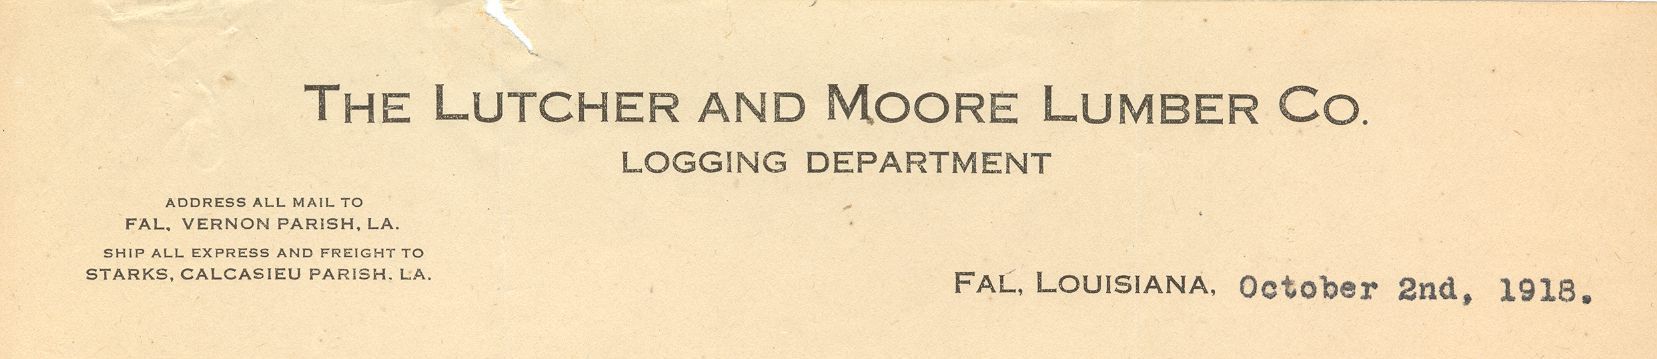 THE LUTCHER AND MOORE LUMBER CO.
LOGGING DEPARTMENT
ADDRESS ALL MAIL TO
FAL, VERNON PARISH, LA.
SHIP ALL EXPRESS AND FREIGHT TO
STARKS, CALCASIEU PARISH, LA.
FAL, LOUISIANA, October 2nd, 1918.